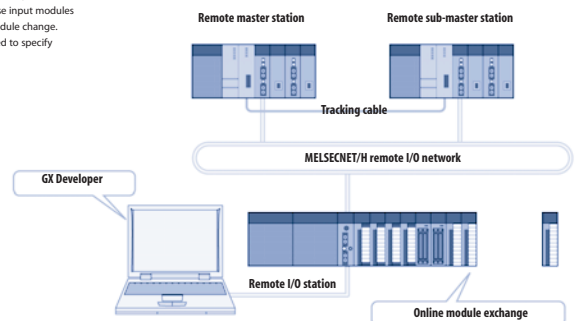 se input modules
dule change.
ed to specify
Remote master station
Remote sub-master station
Tracking cable
MELSECNET/H remote I/O network
GX Developer
Remote I/O station
Online module exchange